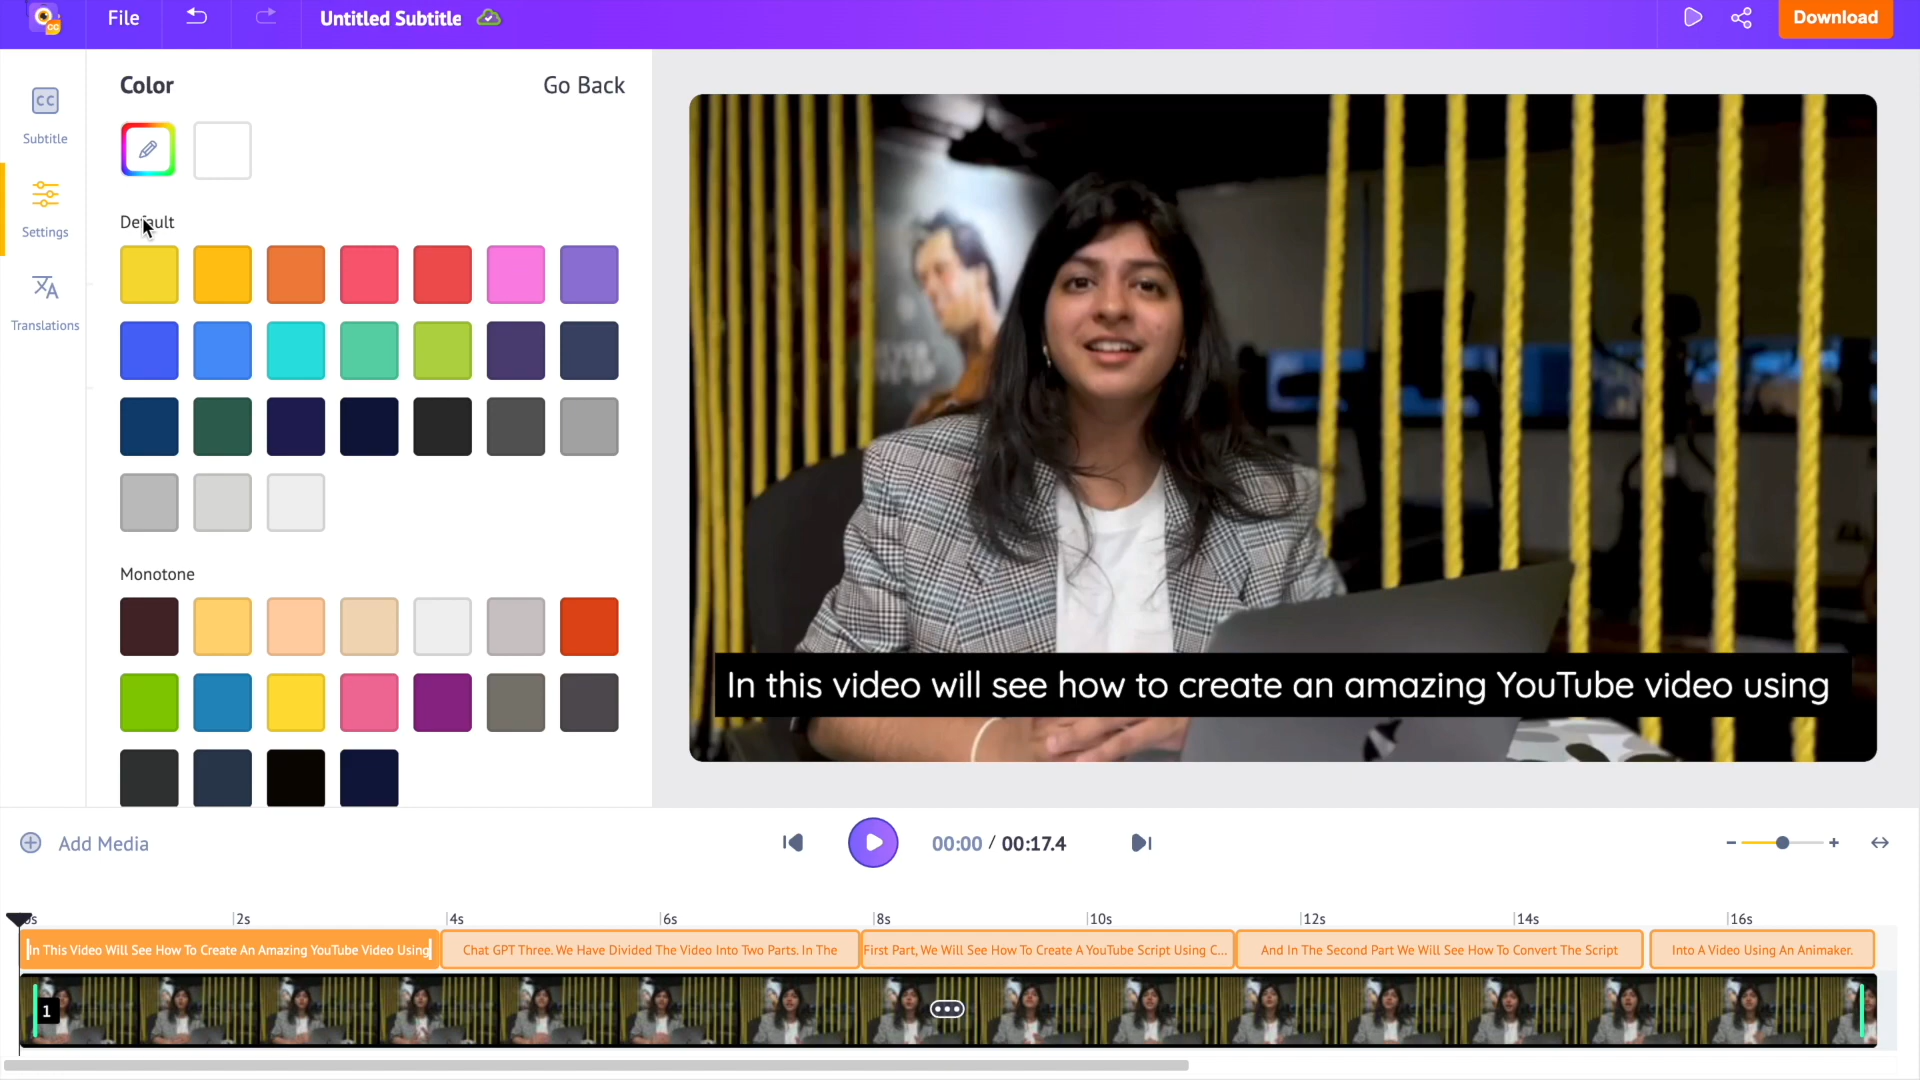 File
Untitled Subtitle
Download
CC
Subtitle
Settings
Translations
Color
Go Back
Default
Monotone
In this video will see how to create an amazing YouTube video using
Add Media
00:00 / 00:17.4
2s
4s
6s
8s
10s
12s
14s
16s
In This Video Will See How To Create An Amazing YouTube Video Using
Chat GPT Three. We Have Divided The Video Into Two Parts. In The
First Part, We Will See How To Create A YouTube Script Using C...
And In The Second Part We Will See How To Convert The Script
Into A Video Using An Animaker.
1